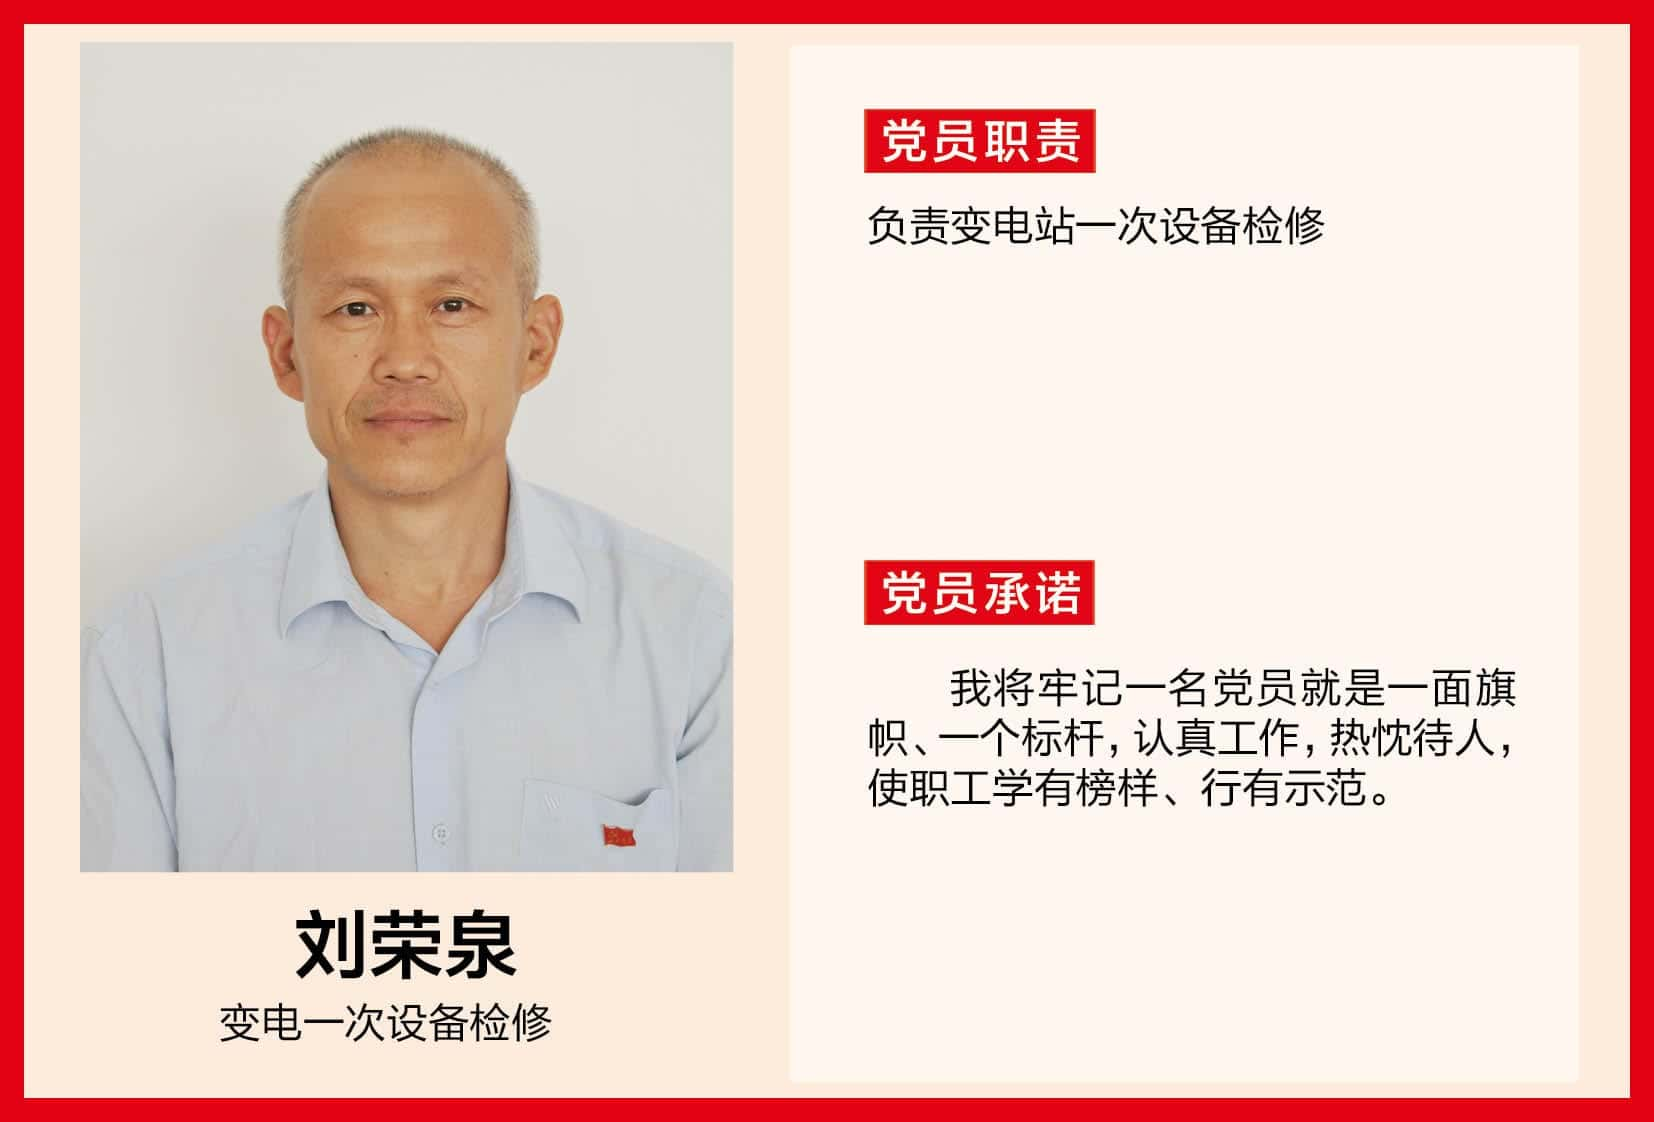 党员职责
负责变电站一次设备检修
党员承诺
我将牢记一名党员就是一面旗
帜、一个标杆，认真工作，热忱待人，
使职工学有榜样、行有示范。
刘荣泉
变电一次设备检修